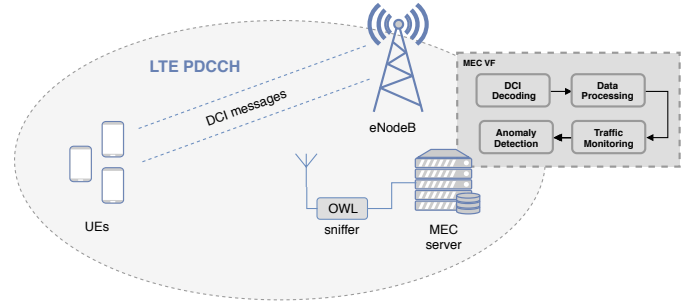 LTE PDCCH
DCI messages
eNodeB
MEC VF
DCI
Decoding
Data
Processing
Anomaly
Detection
Traffic
Monitoring
UEs
OWL
sniffer
MEC
server